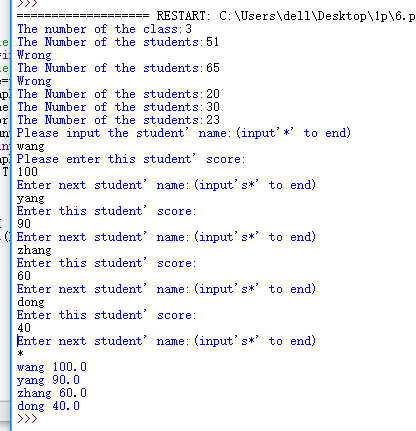 >>>
=================== RESTART: C:\Users\dell\Desktop\1p\6.p
The number of the class:3
The Number of the students:51
Wrong
The Number of the students:65
Wrong
The Number of the students:20
The Number of the students:30
The Number of the students:23
Please input the student' name:(input'*' to end)
wang
Please enter this student' score:
100
Enter next student' name:(input's*' to end)
yang
Enter this student' score:
90
Enter next student' name:(input's*' to end)
zhang
Enter this student' score:
60
Enter next student' name:(input's*' to end)
dong
Enter this student' score:
40
Enter next student' name:(input's*' to end)
*
wang 100.0
yang 90.0
zhang 60.0
dong 40.0
>>>